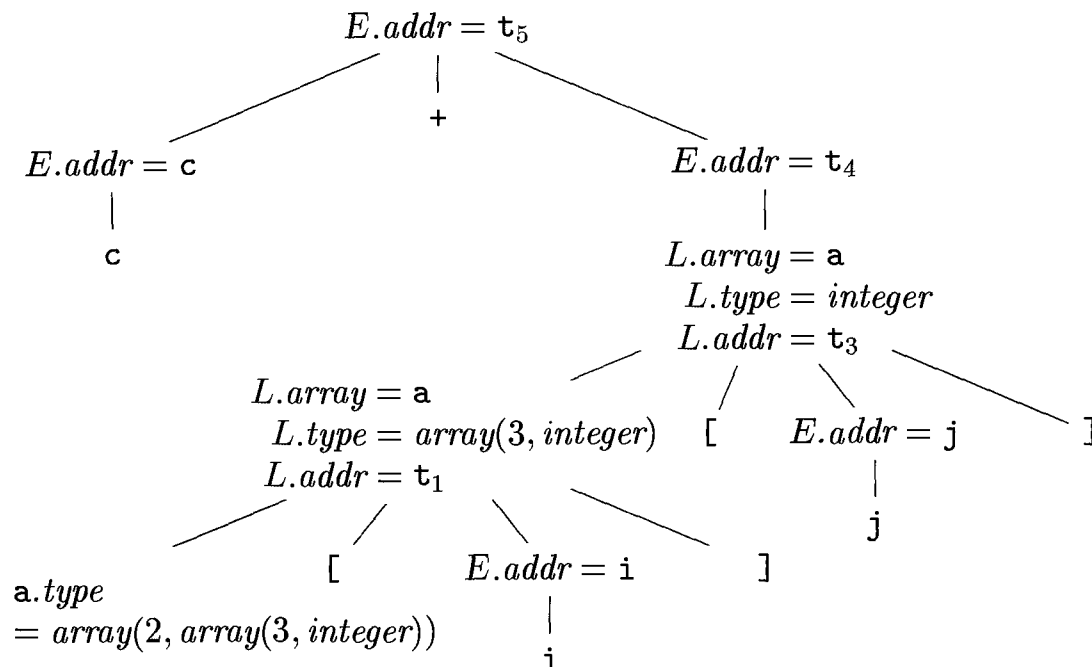 E.addr = t₅
+
E.addr = c
E.addr = t₄
c
L.array = a
L.type = integer
L.addr = t₃
L.array = a
L.type = array(3, integer)
L.addr = t₁
[
E.addr = j
]
j
a.type
= array(2, array(3, integer))
[
E.addr = i
]
i